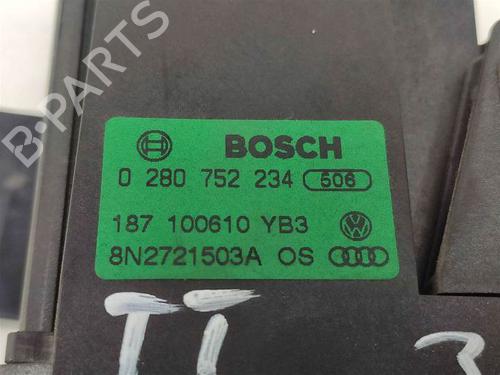 BOSCH
0 280 752 234 506
187 100610 YB3
8N2721503A OS
TT 3
B-Parts